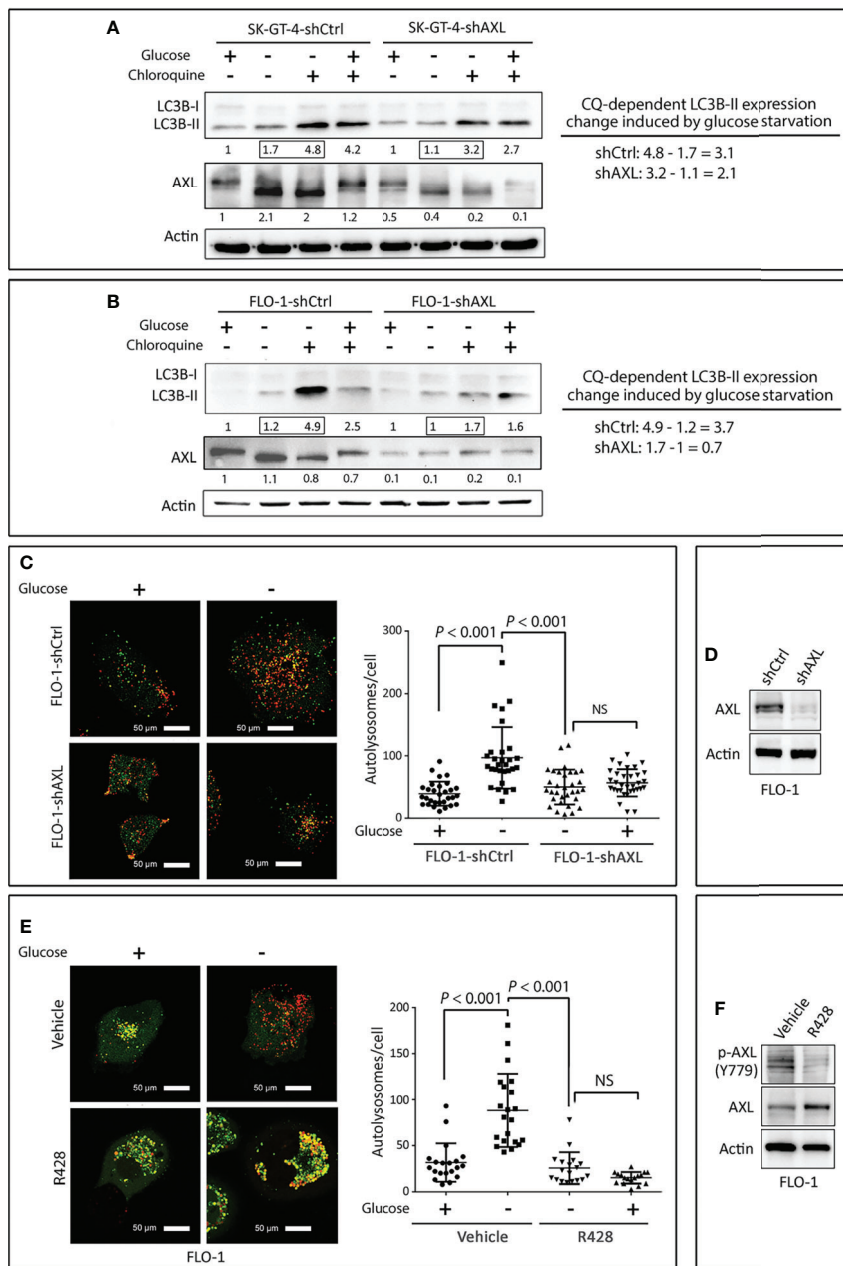 A
SK-GT-4-shCtrl SK-GT-4-shAXL
Glucose + - - + + - - +
Chloroquine - - + + - - + +
LC3B-I
LC3B-II
1 1.7 4.8 4.2 1 1.1 3.2 2.7
AXL
1 2.1 2 1.2 0.5 0.4 0.2 0.1
Actin
CQ-dependent LC3B-II expression
change induced by glucose starvation
shCtrl: 4.8 - 1.7 = 3.1
shAXL: 3.2 - 1.1 = 2.1
B
FLO-1-shCtrl FLO-1-shAXL
Glucose + - - + + - - +
Chloroquine - - + + - - + +
LC3B-I
LC3B-II
1 1.2 4.9 2.5 1 1 1.7 1.6
AXL
1 1.1 0.8 0.7 0.1 0.1 0.2 0.1
Actin
CQ-dependent LC3B-II expression
change induced by glucose starvation
shCtrl: 4.9 - 1.2 = 3.7
shAXL: 1.7 - 1 = 0.7
C
Glucose + -
FLO-1-shCtrl
50 µm 50 µm
FLO-1-shAXL
50 µm 50 µm
P < 0.001 P < 0.001
NS
Autolysosomes/cell
300
200
100
0
Glucose + - - +
FLO-1-shCtrl FLO-1-shAXL
D
shCtrl shAXL
AXL
Actin
FLO-1
E
Glucose + -
Vehicle
50 µm 50 µm
R428
50 µm 50 µm
FLO-1
P < 0.001 P < 0.001
NS
Autolysosomes/cell
200
150
100
50
0
Glucose + - - +
Vehicle R428
F
Vehicle R428
p-AXL
(Y779)
AXL
Actin
FLO-1